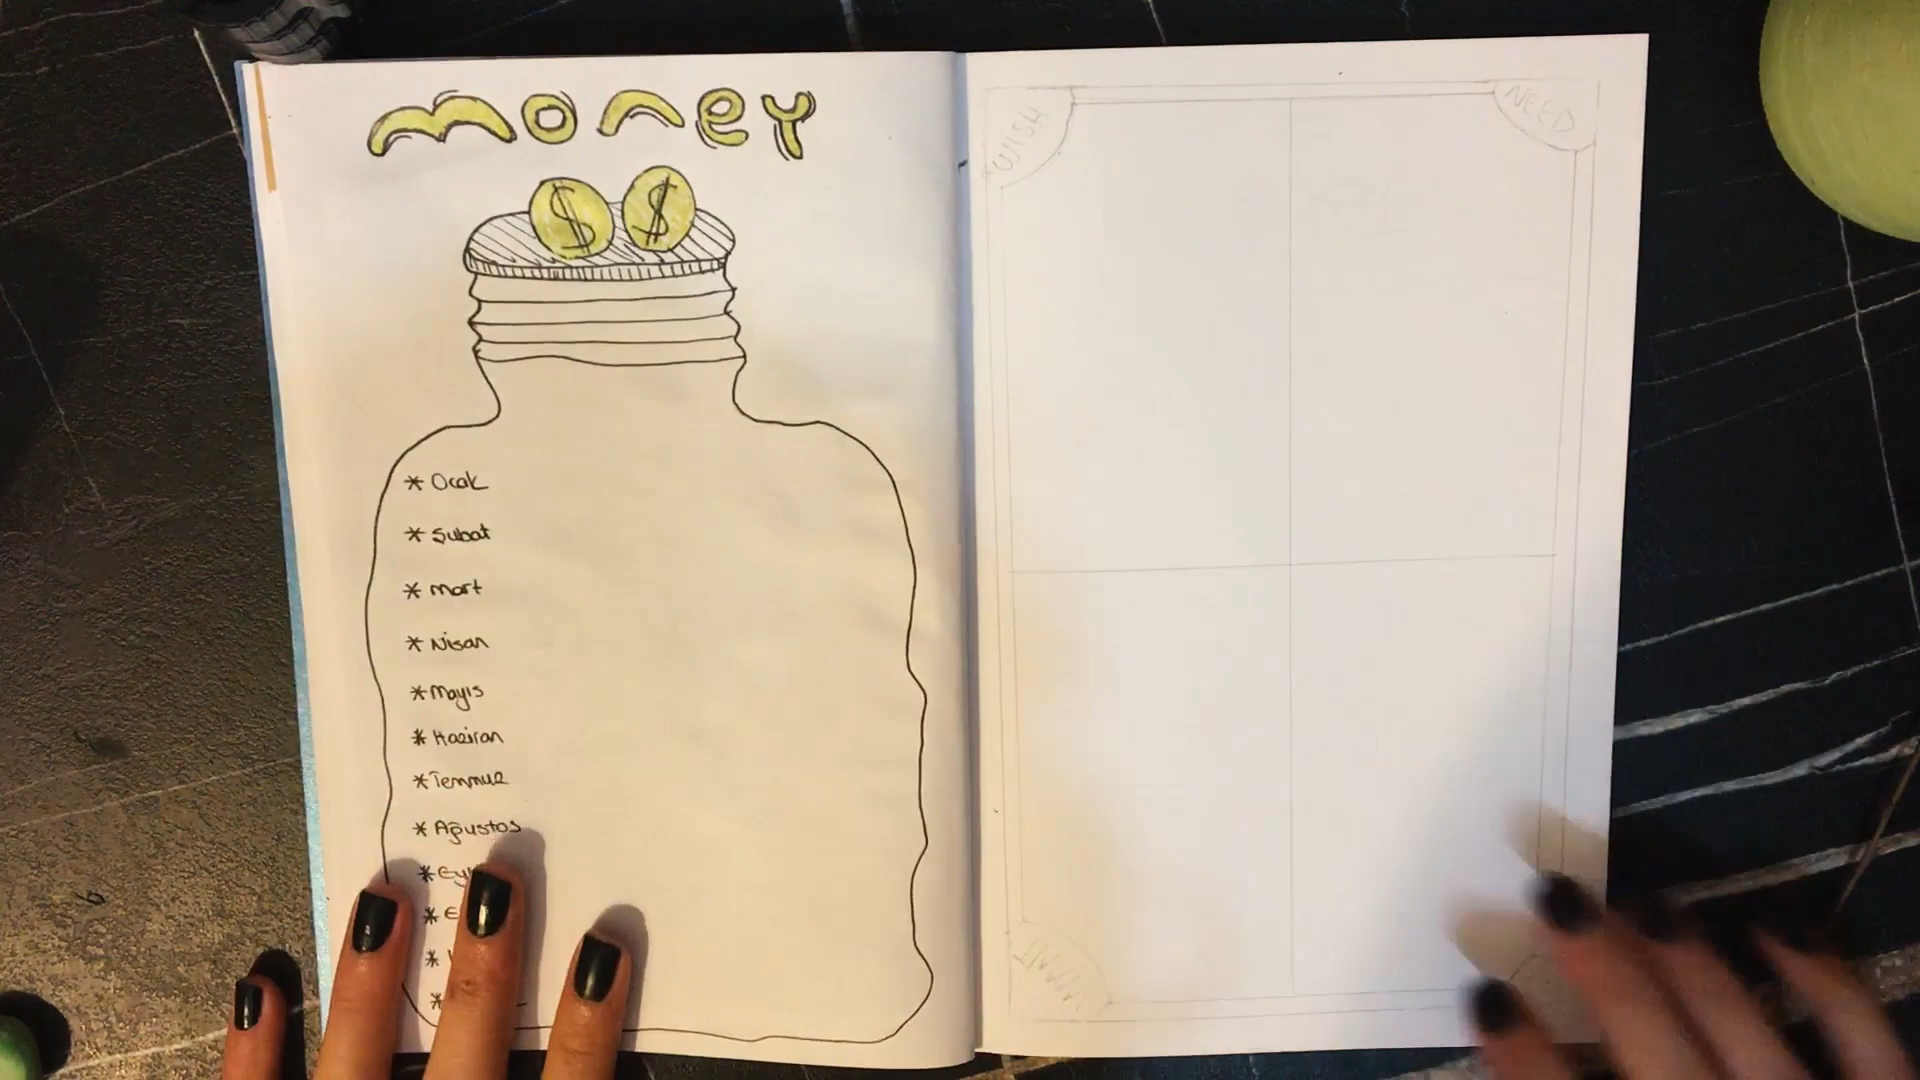 money
$ $
* Ocak
* Şubat
* mart
* Nisan
* Mayıs
* Haziran
* Temmuz
* Ağustos
*
*
*
*
*WISH
NEED
WANT